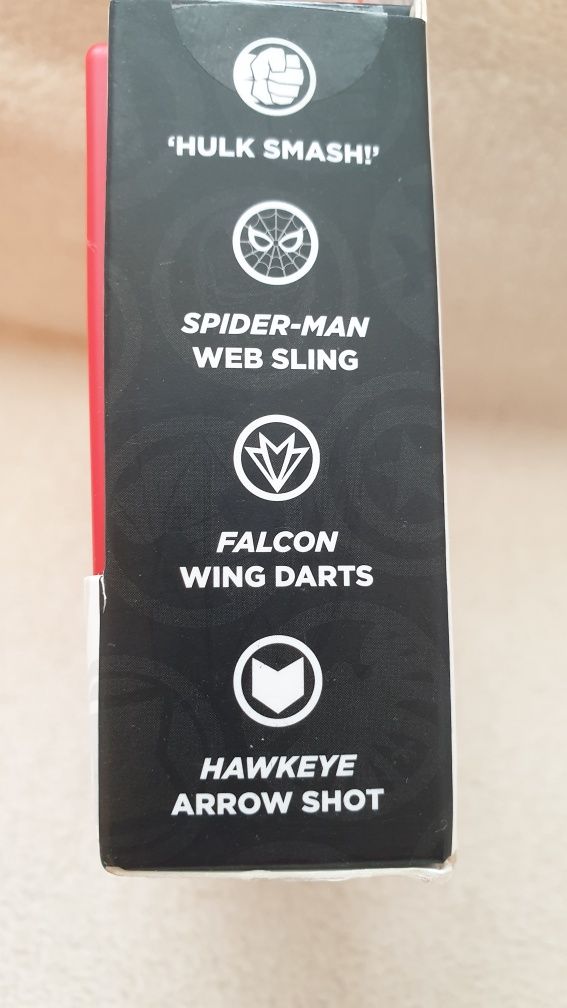 ‘HULK SMASH!’
SPIDER-MAN
WEB SLING
FALCON
WING DARTS
HAWKEYE
ARROW SHOT